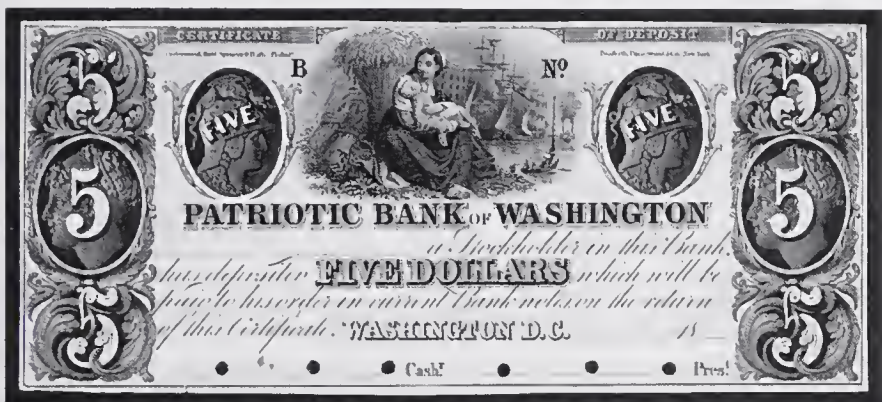 CERTIFICATE OF DEPOSIT
B Nº
5 5
FIVE FIVE
5 5
PATRIOTIC BANK OF WASHINGTON
a Stockholder in this Bank
has deposited FIVE DOLLARS which will be
paid to his order in current Bank notes on the return
of this Certificate. WASHINGTON D.C. 18
5 5
Cashr Prest